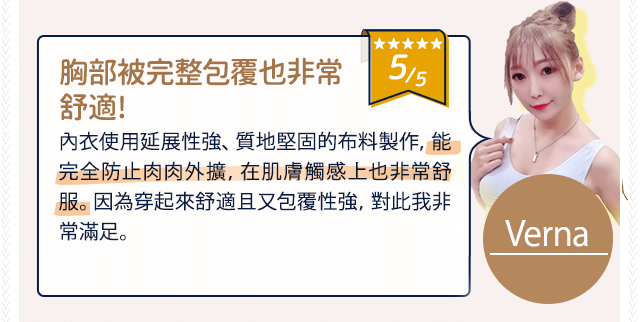 胸部被完整包覆也非常
舒適!
5/5
內衣使用延展性強、質地堅固的布料製作, 能
完全防止肉肉外擴, 在肌膚觸感上也非常舒
服。因為穿起來舒適且又包覆性強, 對此我非
常滿足。
Verna